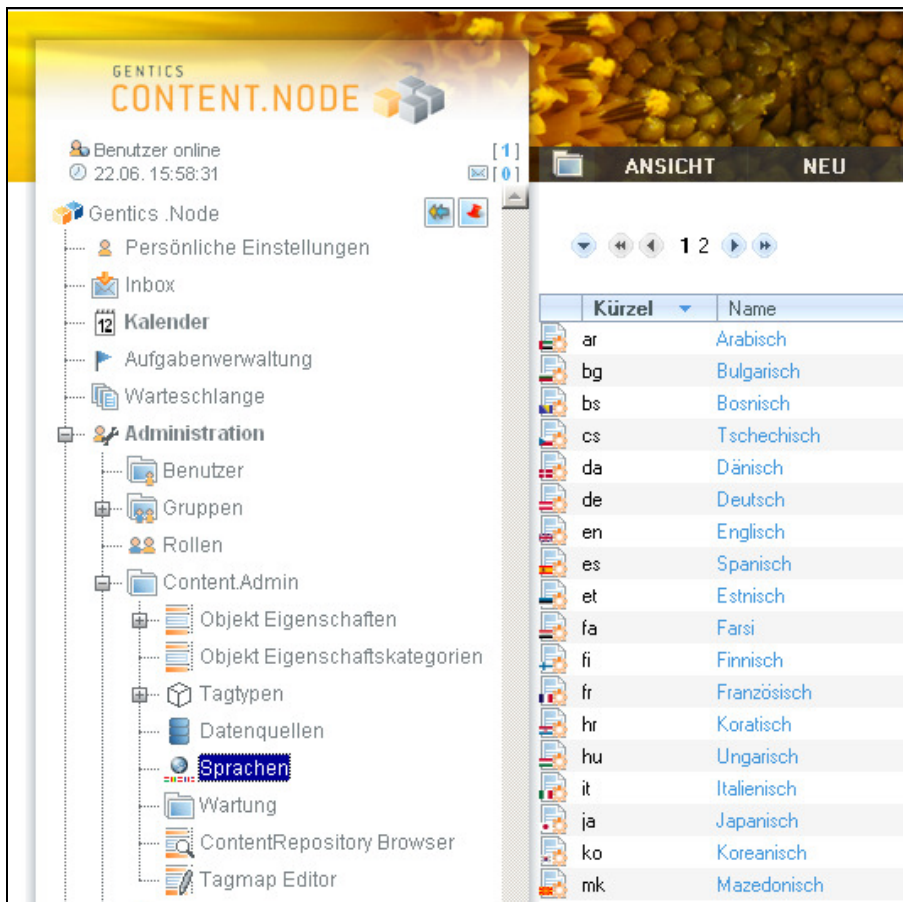 GENTICS
CONTENT.NODE
Benutzer online [1]
22.06. 15:58:31 [0]
Gentics .Node
Persönliche Einstellungen
Inbox
12 Kalender
Aufgabenverwaltung
Warteschlange
Administration
Benutzer
Gruppen
Rollen
Content.Admin
Objekt Eigenschaften
Objekt Eigenschaftskategorien
Tagtypen
Datenquellen
Sprachen
Wartung
ContentRepository Browser
Tagmap Editor
ANSICHT NEU
1 2
Kürzel Name
ar Arabisch
bg Bulgarisch
bs Bosnisch
cs Tschechisch
da Dänisch
de Deutsch
en Englisch
es Spanisch
et Estnisch
fa Farsi
fi Finnisch
fr Französisch
hr Koratisch
hu Ungarisch
it Italienisch
ja Japanisch
ko Koreanisch
mk Mazedonisch